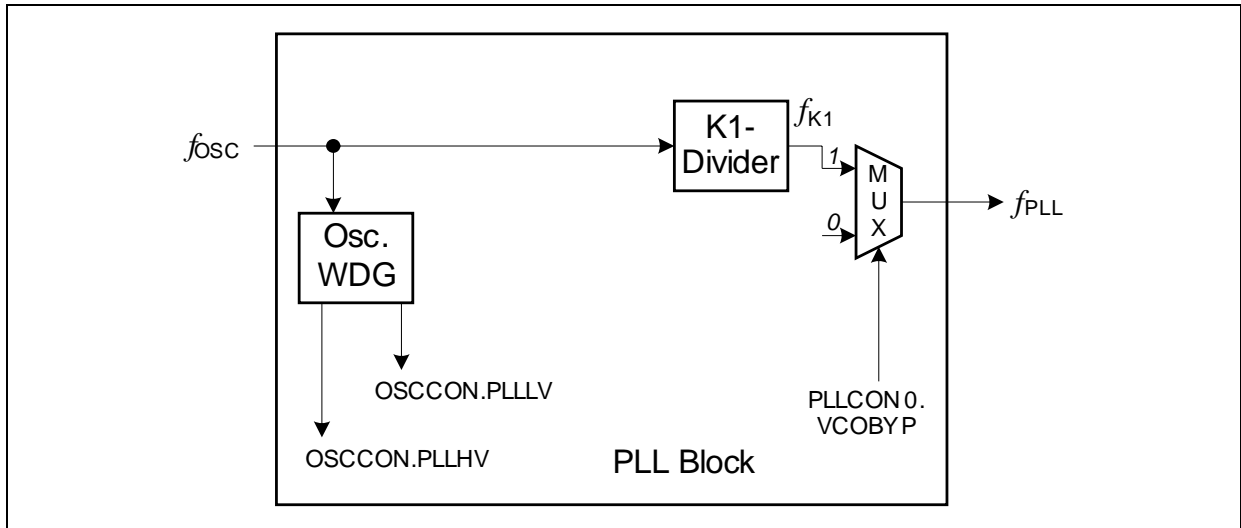 fOSC
K1-
Divider
fK1
1
0
M
U
X
fPLL
Osc.
WDG
OSCCON.PLLLV
OSCCON.PLLHV
PLLCON0.
VCOBYP
PLL Block